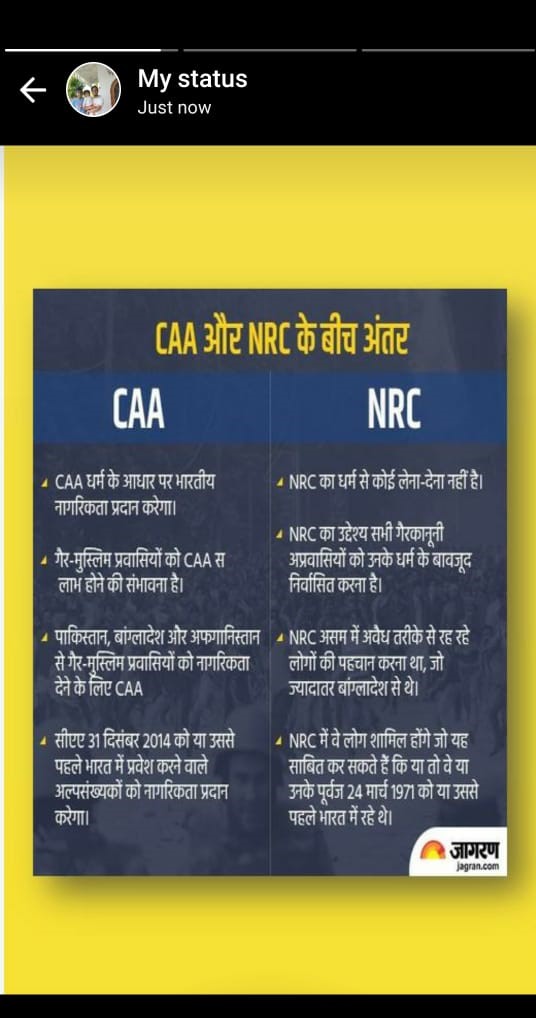 My status
Just now
CAA और NRC के बीच अंतर
CAA
CAA धर्म के आधार पर भारतीय
नागरिकता प्रदान करेगा।
गैर-मुस्लिम प्रवासियों को CAA स
लाभ होने की संभावना है।
पाकिस्तान, बांग्लादेश और अफगानिस्तान
से गैर-मुस्लिम प्रवासियों को नागरिकता
देने के लिए CAA
सीएए 31 दिसंबर 2014 को या उससे
पहले भारत में प्रवेश करने वाले
अल्पसंख्यकों को नागरिकता प्रदान
करेगा।
NRC
NRC का धर्म से कोई लेना-देना नहीं है।
NRC का उद्देश्य सभी गैरकानूनी
अप्रवासियों को उनके धर्म के बावजूद
निर्वासित करना है।
NRC असम में अवैध तरीके से रह रहे
लोगों की पहचान करना था, जो
ज्यादातर बांग्लादेश से थे।
NRC में वे लोग शामिल होंगे जो यह
साबित कर सकते हैं कि या तो वे या
उनके पूर्वज 24 मार्च 1971 को या उससे
पहले भारत में रहे थे।
जागरण
jagran.com